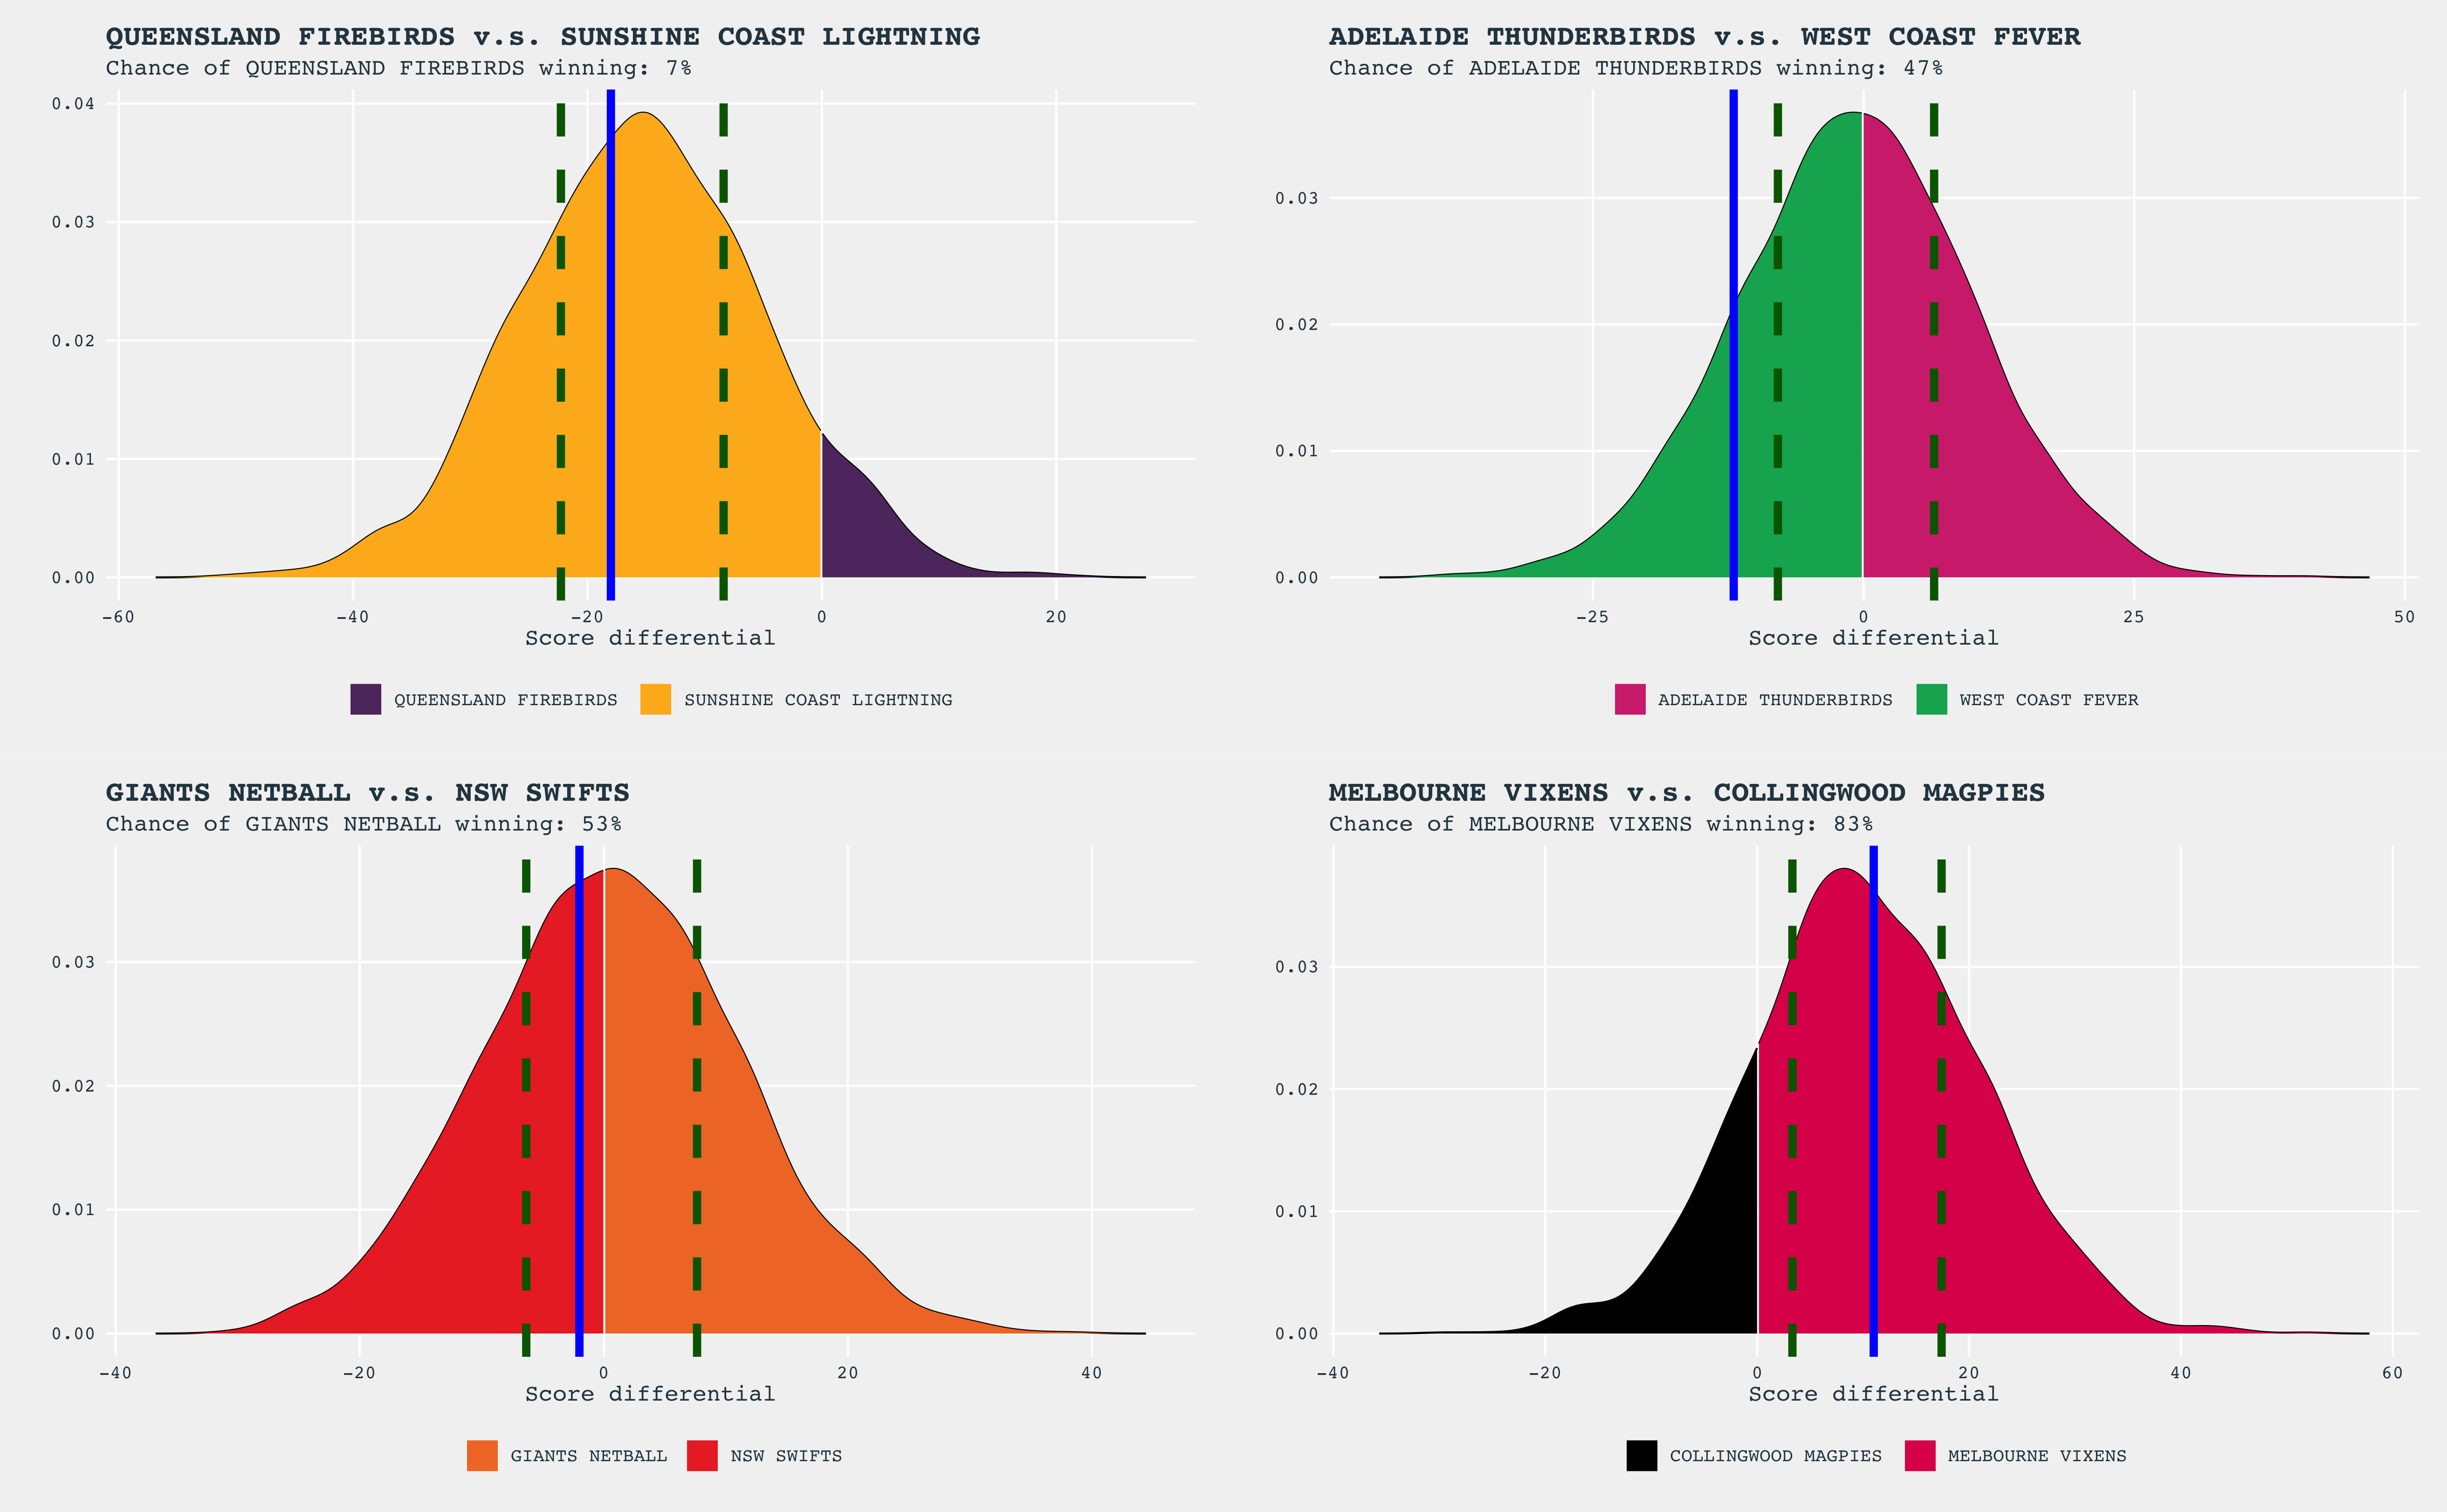 QUEENSLAND FIREBIRDS v.s. SUNSHINE COAST LIGHTNING
Chance of QUEENSLAND FIREBIRDS winning: 7%
0.04
0.03
0.02
0.01
0.00
-60 -40 -20 0 20
Score differential
QUEENSLAND FIREBIRDS SUNSHINE COAST LIGHTNING
ADELAIDE THUNDERBIRDS v.s. WEST COAST FEVER
Chance of ADELAIDE THUNDERBIRDS winning: 47%
0.03
0.02
0.01
0.00
-25 0 25 50
Score differential
ADELAIDE THUNDERBIRDS WEST COAST FEVER
GIANTS NETBALL v.s. NSW SWIFTS
Chance of GIANTS NETBALL winning: 53%
0.03
0.02
0.01
0.00
-40 -20 0 20 40
Score differential
GIANTS NETBALL NSW SWIFTS
MELBOURNE VIXENS v.s. COLLINGWOOD MAGPIES
Chance of MELBOURNE VIXENS winning: 83%
0.03
0.02
0.01
0.00
-40 -20 0 20 40 60
Score differential
COLLINGWOOD MAGPIES MELBOURNE VIXENS